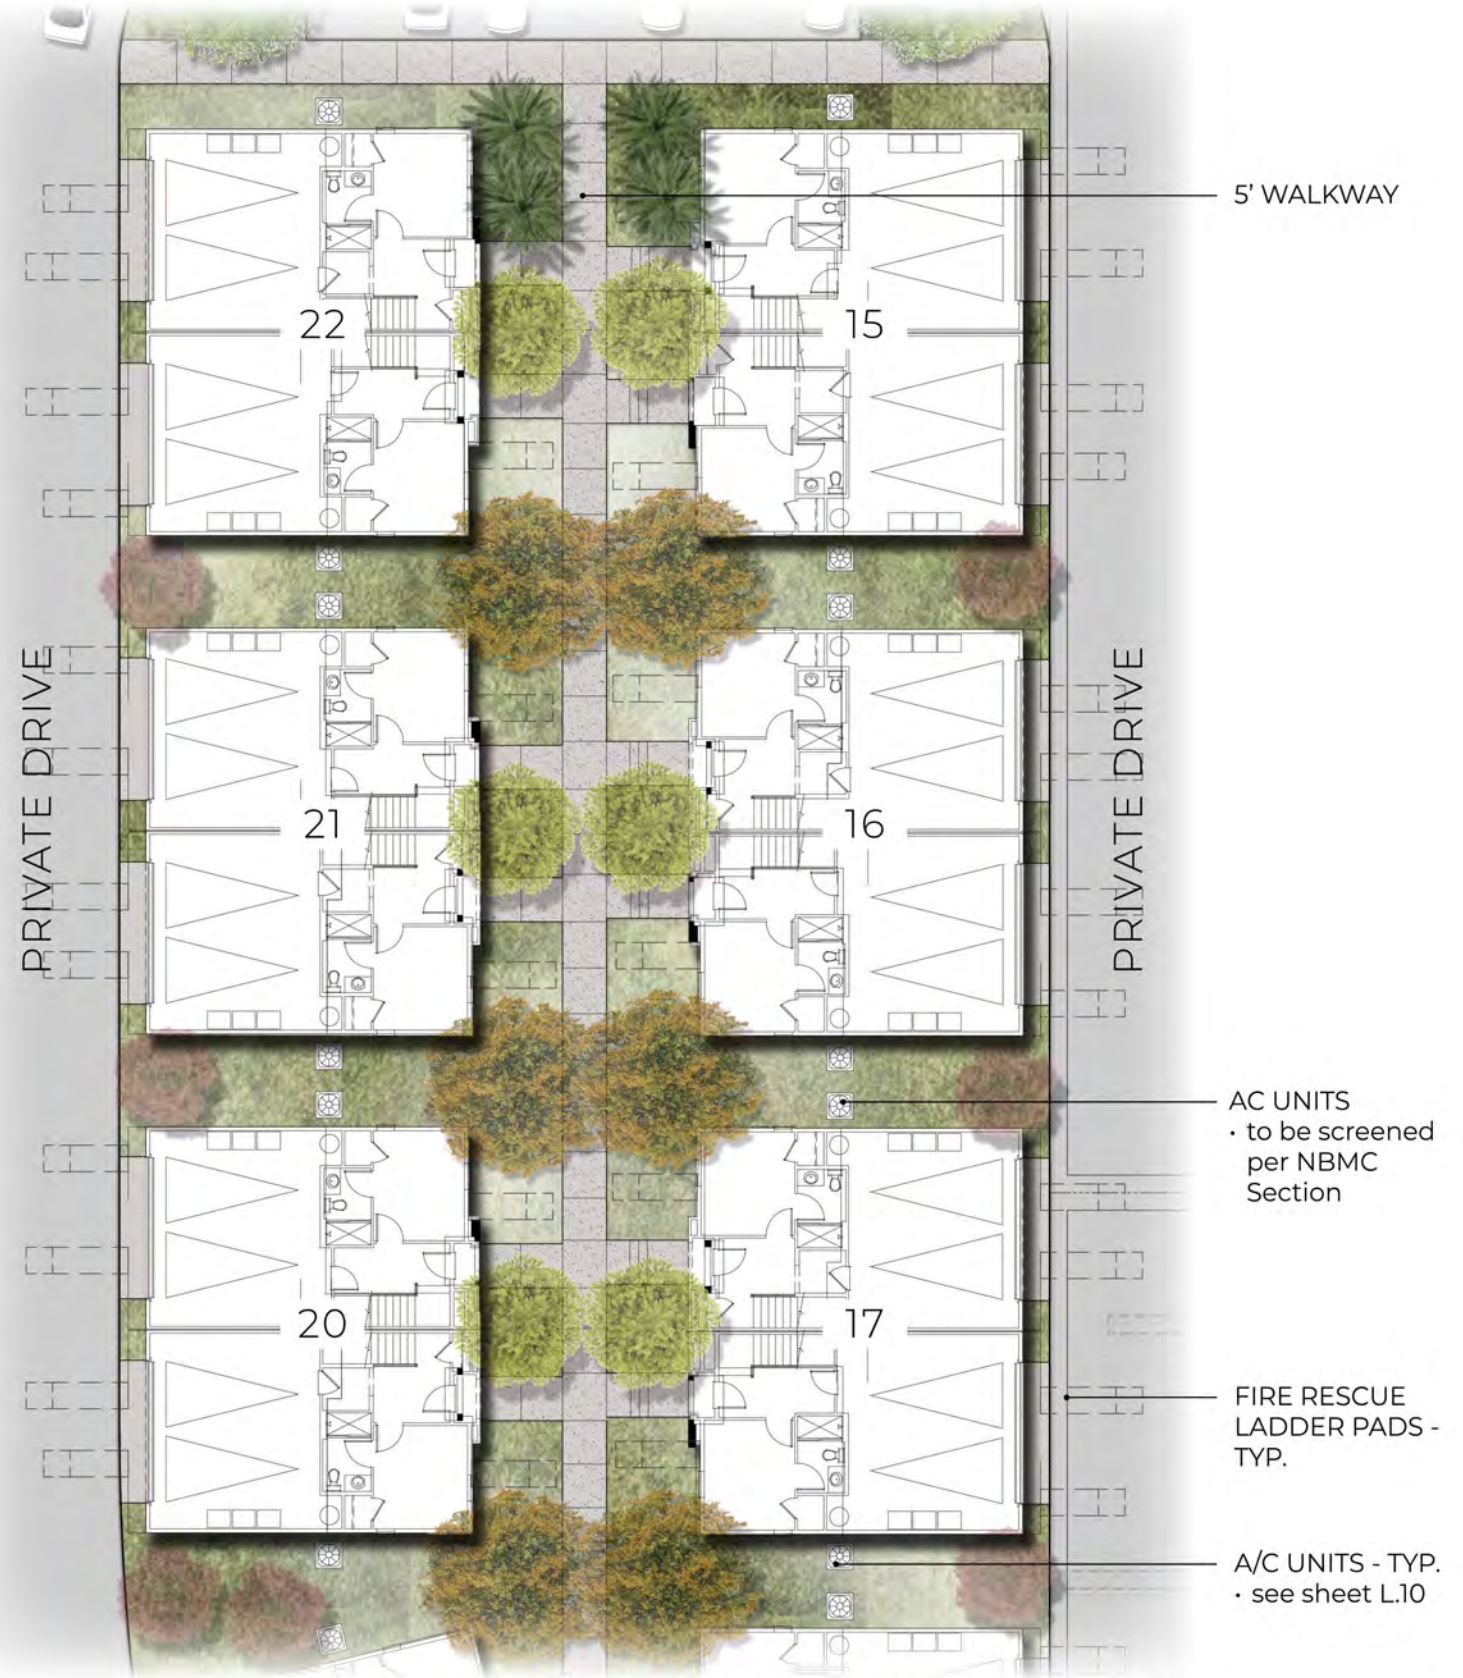 5' WALKWAY
22
15
PRIVATE DRIVE
PRIVATE DRIVE
21
16
AC UNITS
• to be screened
per NBMC
Section
20
17
FIRE RESCUE
LADDER PADS -
TYP.
A/C UNITS - TYP.
• see sheet L.10